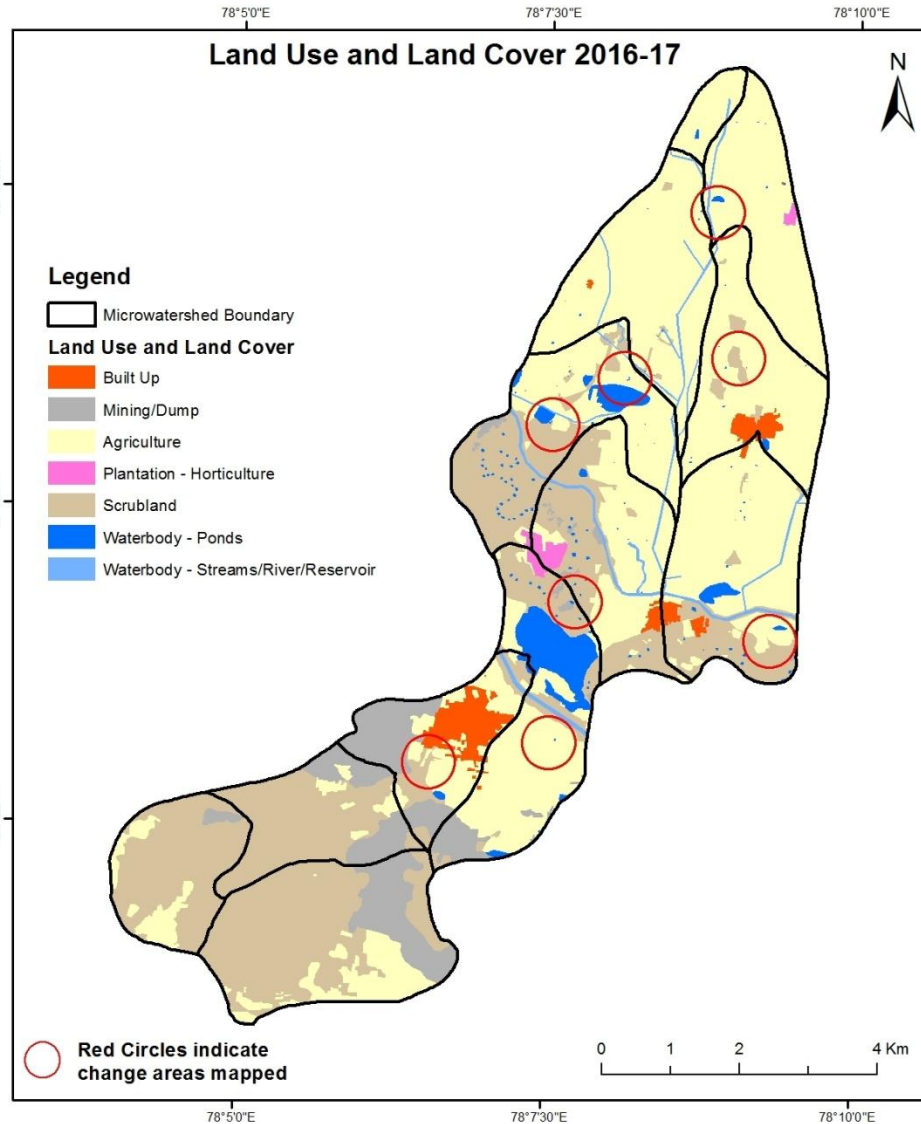 78°5'0"E 78°7'30"E 78°10'0"E
Land Use and Land Cover 2016-17
N
Legend
Microwatershed Boundary
Land Use and Land Cover
Built Up
Mining/Dump
Agriculture
Plantation - Horticulture
Scrubland
Waterbody - Ponds
Waterbody - Streams/River/Reservoir
Red Circles indicate
change areas mapped
0 1 2 4 Km
78°5'0"E 78°7'30"E 78°10'0"E